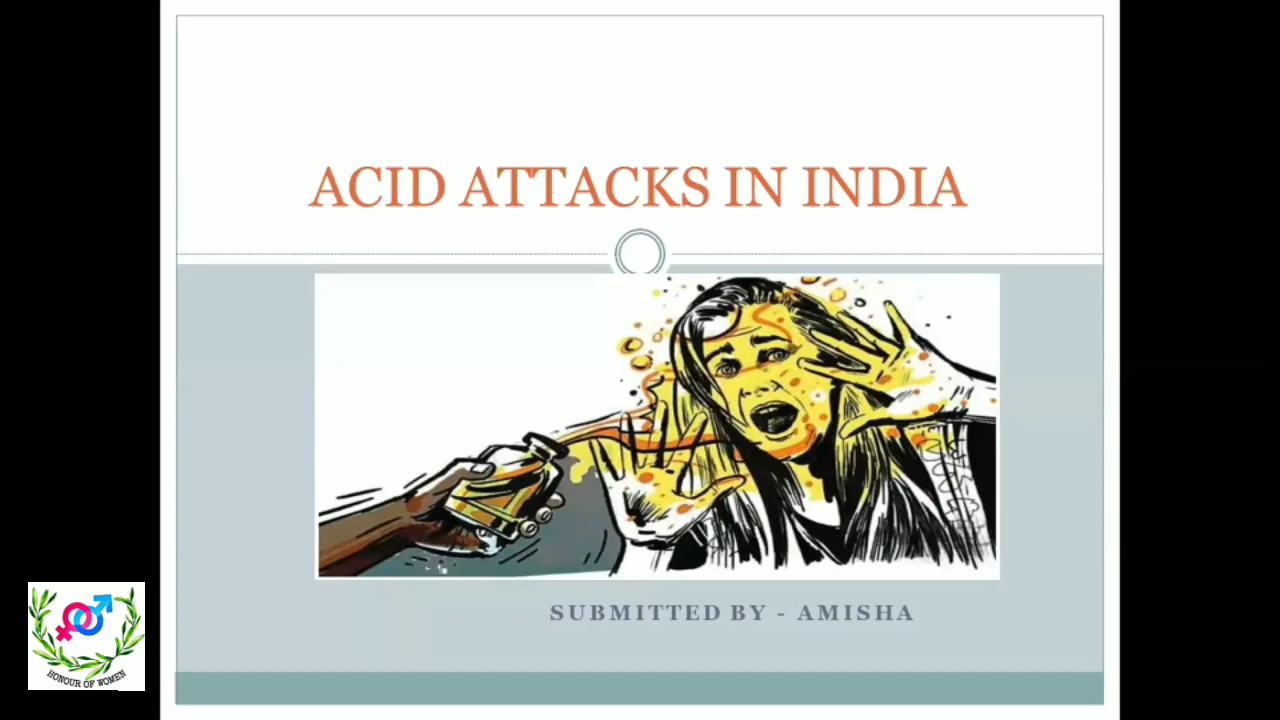 ACID ATTACKS IN INDIA
SUBMITTED BY - AMISHA
HONOUR OF WOMEN